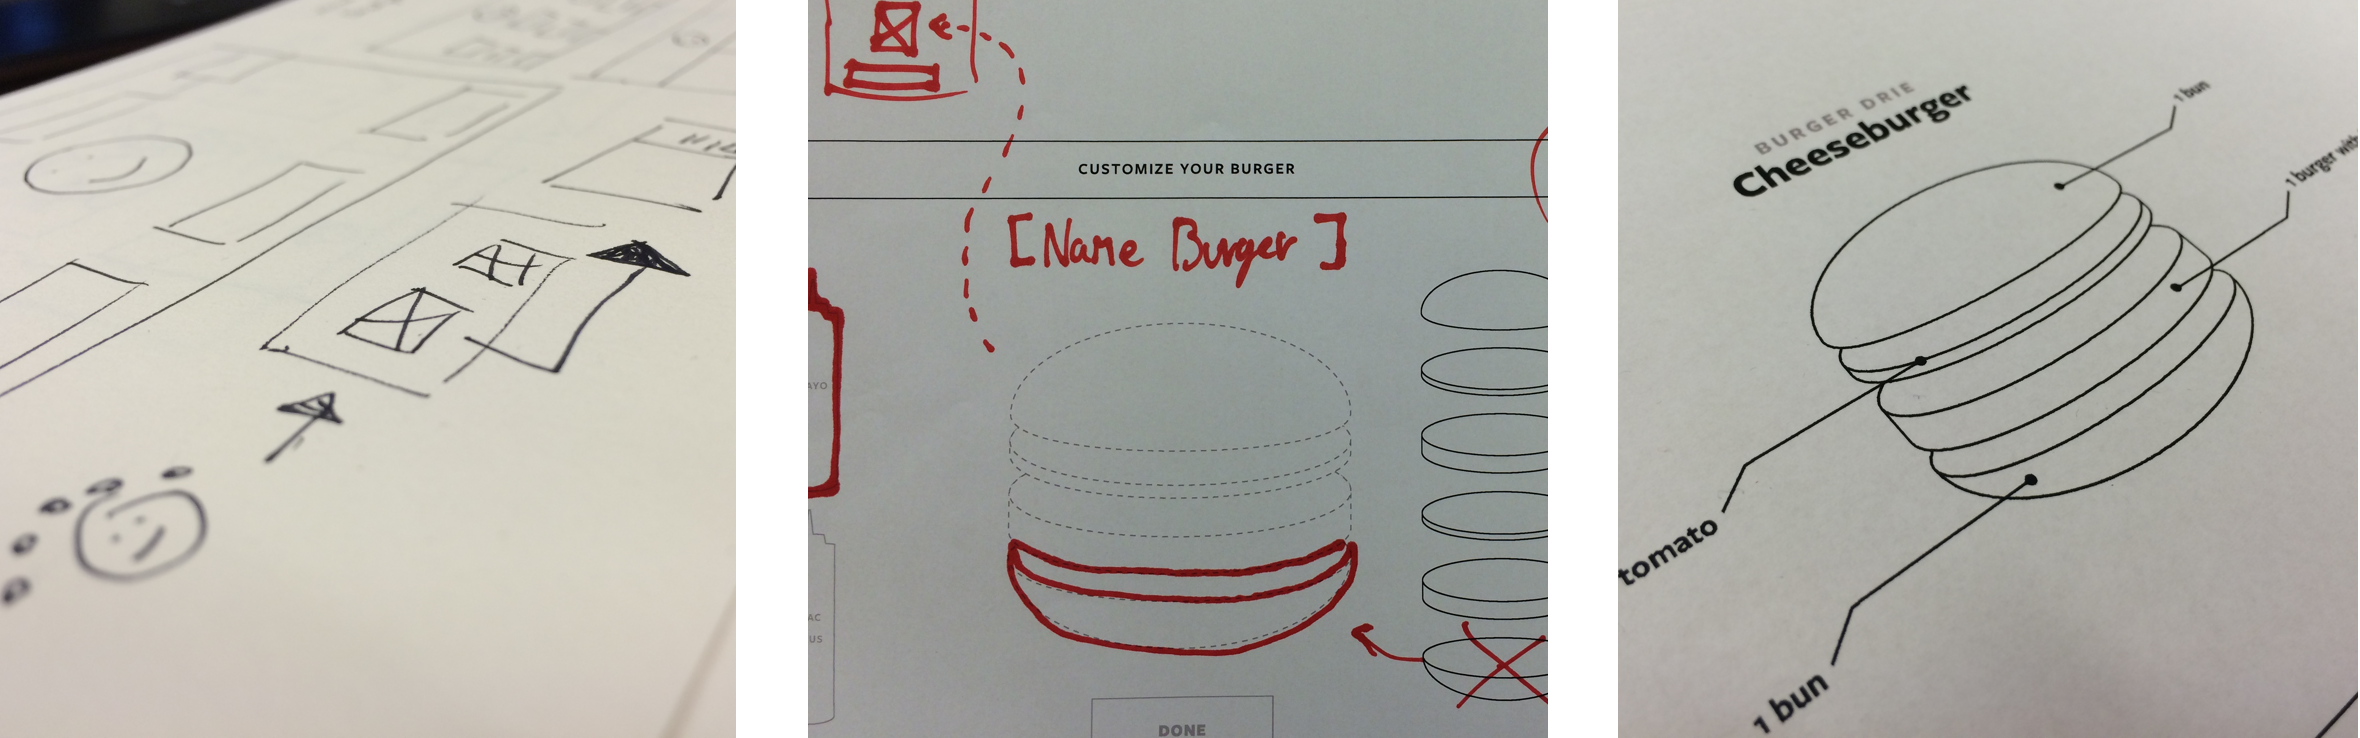 CUSTOMIZE YOUR BURGER
[Name Burger]
AYO
AC
US
DONE
BURGER DRIE
Cheeseburger
1 bun
1 burger with
tomato
1 bun